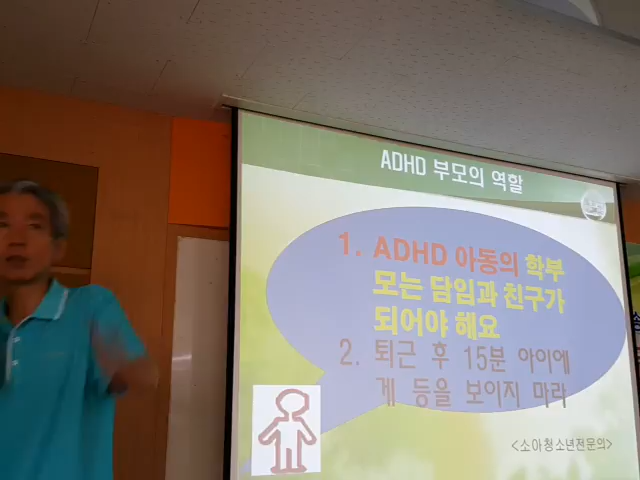 ADHD 부모의 역할
1. ADHD 아동의 학부
모는 담임과 친구가
되어야 해요
2. 퇴근 후 15분 아이에
게 등을 보이지 마라
<소아청소년전문의>